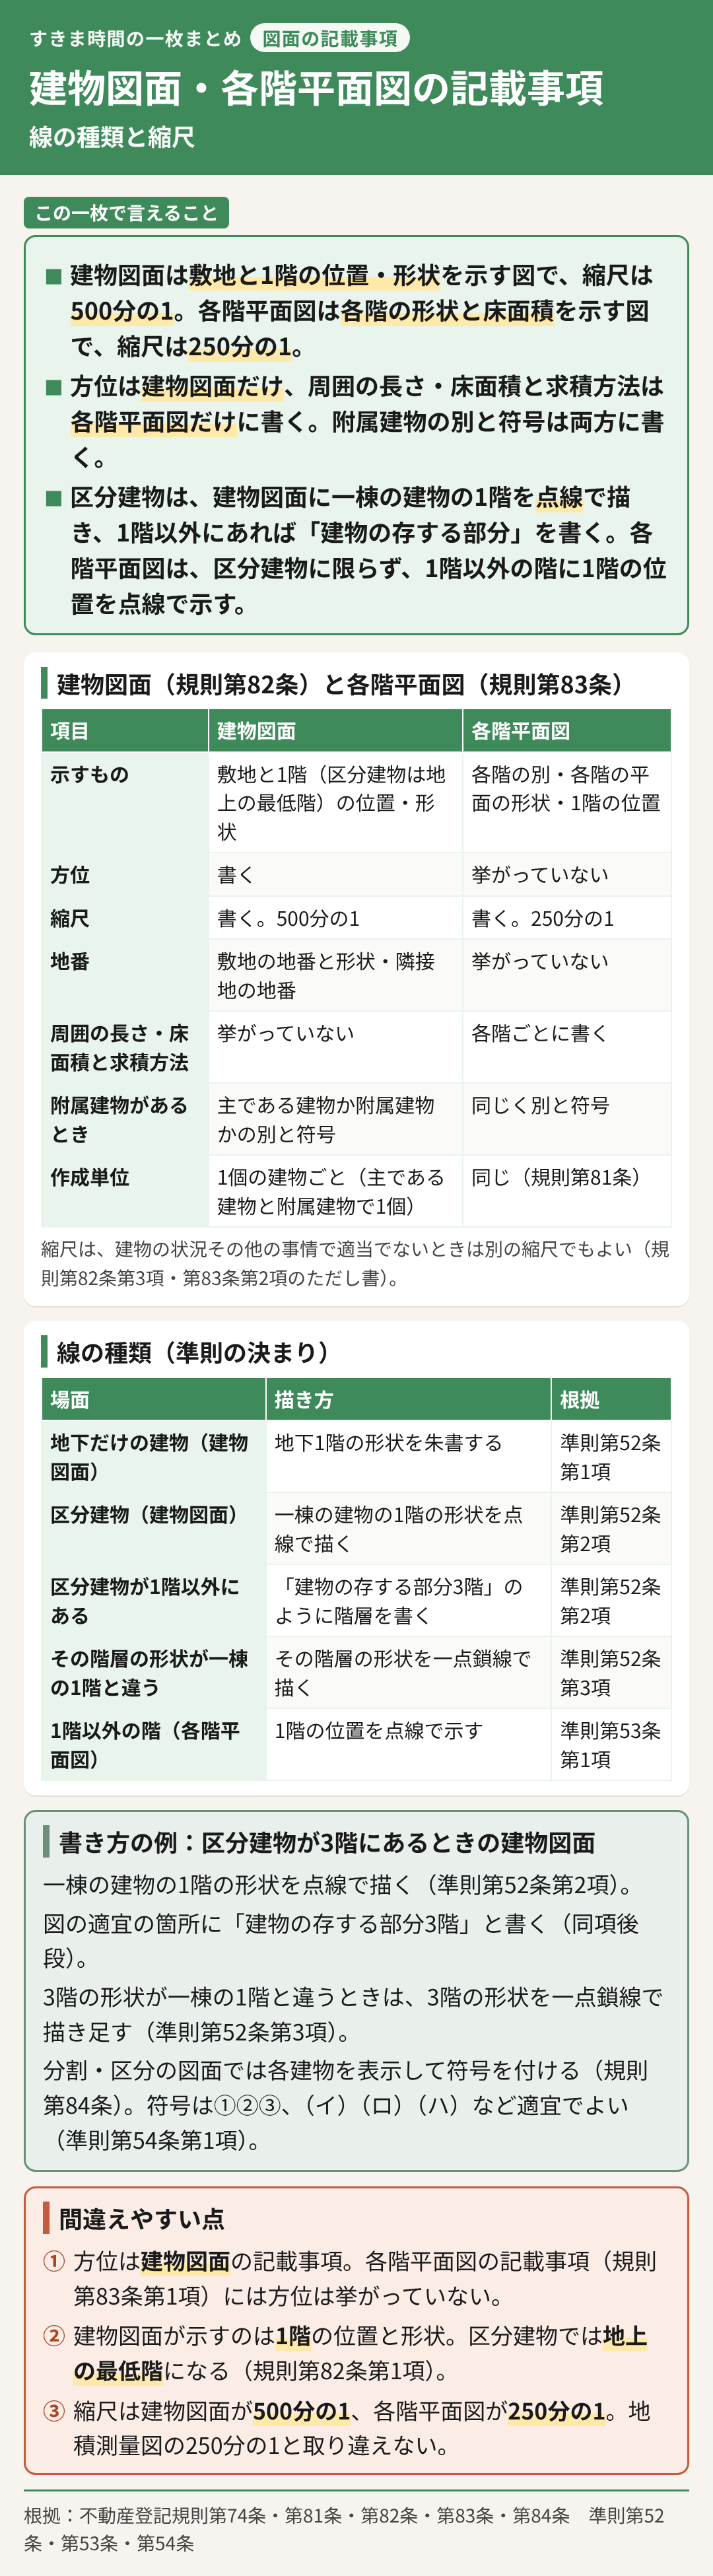 すきま時間の一枚まとめ 図面の記載事項
建物図面・各階平面図の記載事項
線の種類と縮尺
この一枚で言えること
■ 建物図面は敷地と1階の位置・形状を示す図で、縮尺は
500分の1。各階平面図は各階の形状と床面積を示す図
で、縮尺は250分の1。
■ 方位は建物図面だけ、周囲の長さ・床面積と求積方法は
各階平面図だけに書く。附属建物の別と符号は両方に書
く。
■ 区分建物は、建物図面に一棟の建物の1階を点線で描
き、1階以外にあれば「建物の存する部分」を書く。各
階平面図は、区分建物に限らず、1階以外の階に1階の位
置を点線で示す。
建物図面（規則第82条）と各階平面図（規則第83条）
項目 建物図面 各階平面図
示すもの 敷地と1階（区分建物は地 各階の別・各階の平
上の最低階）の位置・形 面の形状・1階の位置
状
方位 書く 挙がっていない
縮尺 書く。500分の1 書く。250分の1
地番 敷地の地番と形状・隣接 挙がっていない
地の地番
周囲の長さ・床 挙がっていない 各階ごとに書く
面積と求積方法
附属建物がある 主である建物か附属建物 同じく別と符号
とき かの別と符号
作成単位 1個の建物ごと（主である 同じ（規則第81条）
建物と附属建物で1個）
縮尺は、建物の状況その他の事情で適当でないときは別の縮尺でもよい（規
則第82条第3項・第83条第2項のただし書）。
線の種類（準則の決まり）
場面 描き方 根拠
地下だけの建物（建物 地下1階の形状を朱書する 準則第52条
図面） 第1項
区分建物（建物図面） 一棟の建物の1階の形状を点 準則第52条
線で描く 第2項
区分建物が1階以外に 「建物の存する部分3階」の 準則第52条
ある ように階層を書く 第2項
その階層の形状が一棟 その階層の形状を一点鎖線で 準則第52条
の1階と違う 描く 第3項
1階以外の階（各階平 1階の位置を点線で示す 準則第53条
面図） 第1項
書き方の例：区分建物が3階にあるときの建物図面
一棟の建物の1階の形状を点線で描く（準則第52条第2項）。
図の適宜の箇所に「建物の存する部分3階」と書く（同項後
段）。
3階の形状が一棟の1階と違うときは、3階の形状を一点鎖線で
描き足す（準則第52条第3項）。
分割・区分の図面では各建物を表示して符号を付ける（規則
第84条）。符号は①②③、（イ）（ロ）（ハ）など適宜でよい
（準則第54条第1項）。
間違えやすい点
① 方位は建物図面の記載事項。各階平面図の記載事項（規則
第83条第1項）には方位は挙がっていない。
② 建物図面が示すのは1階の位置と形状。区分建物では地上
の最低階になる（規則第82条第1項）。
③ 縮尺は建物図面が500分の1、各階平面図が250分の1。地
積測量図の250分の1と取り違えない。
根拠：不動産登記規則第74条・第81条・第82条・第83条・第84条　準則第52
条・第53条・第54条